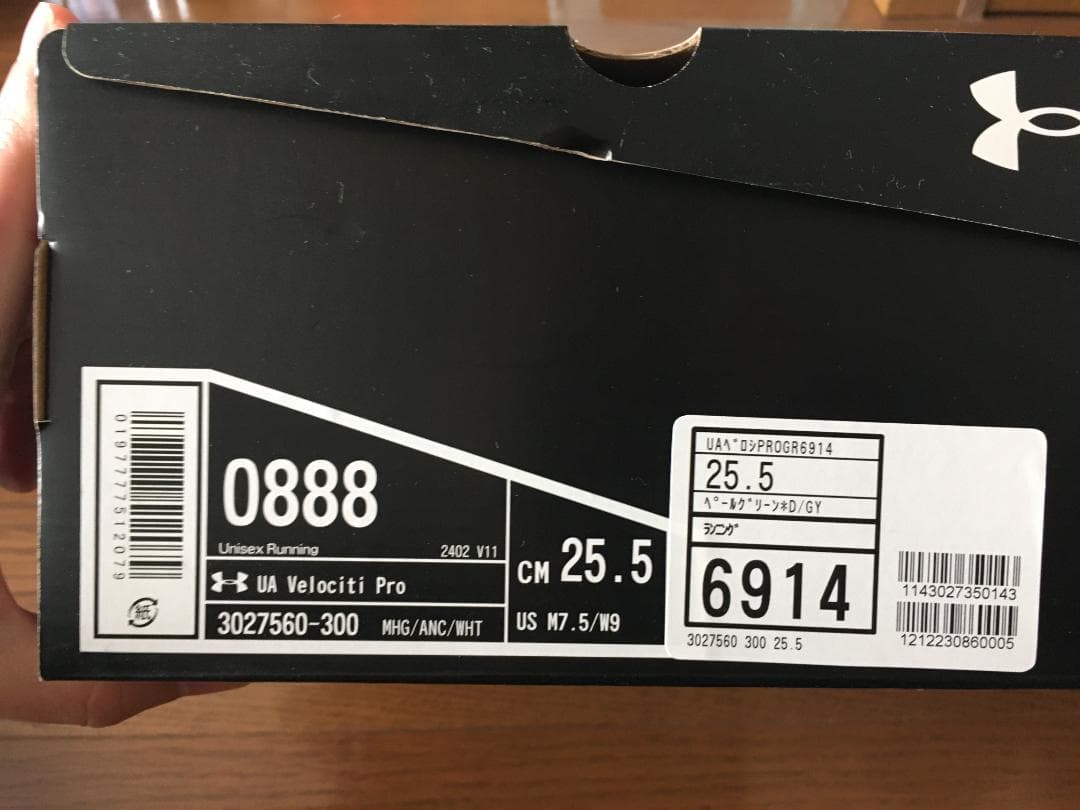 0197777512079
0888
Unisex Running
2402 V11
UA Velociti Pro
3027560-300
MHG/ANC/WHT
CM 25.5
US M7.5/W9
UAﾍﾞﾛｼPROGR6914
25.5
ﾍﾟｰﾙｸﾞﾘｰﾝ*D/GY
ﾗﾝﾆﾝｸﾞ
6914
3027560 300 25.5
1143027350143
1212230860005